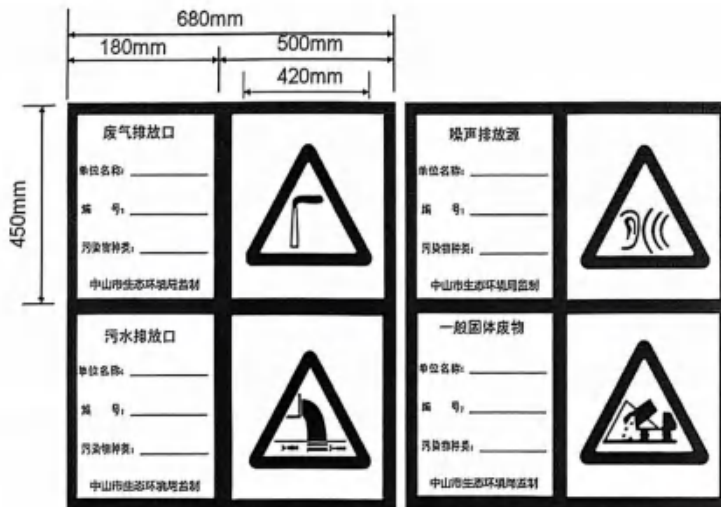 680mm
180mm
500mm
420mm
450mm
废气排放口
单位名称：
编 号：
污染物种类：
中山市生态环境局监制
噪声排放源
单位名称：
编 号：
污染物种类：
中山市生态环境局监制
污水排放口
单位名称：
编 号：
污染物种类：
中山市生态环境局监制
一般固体废物
单位名称：
编 号：
污染物种类：
中山市生态环境局监制